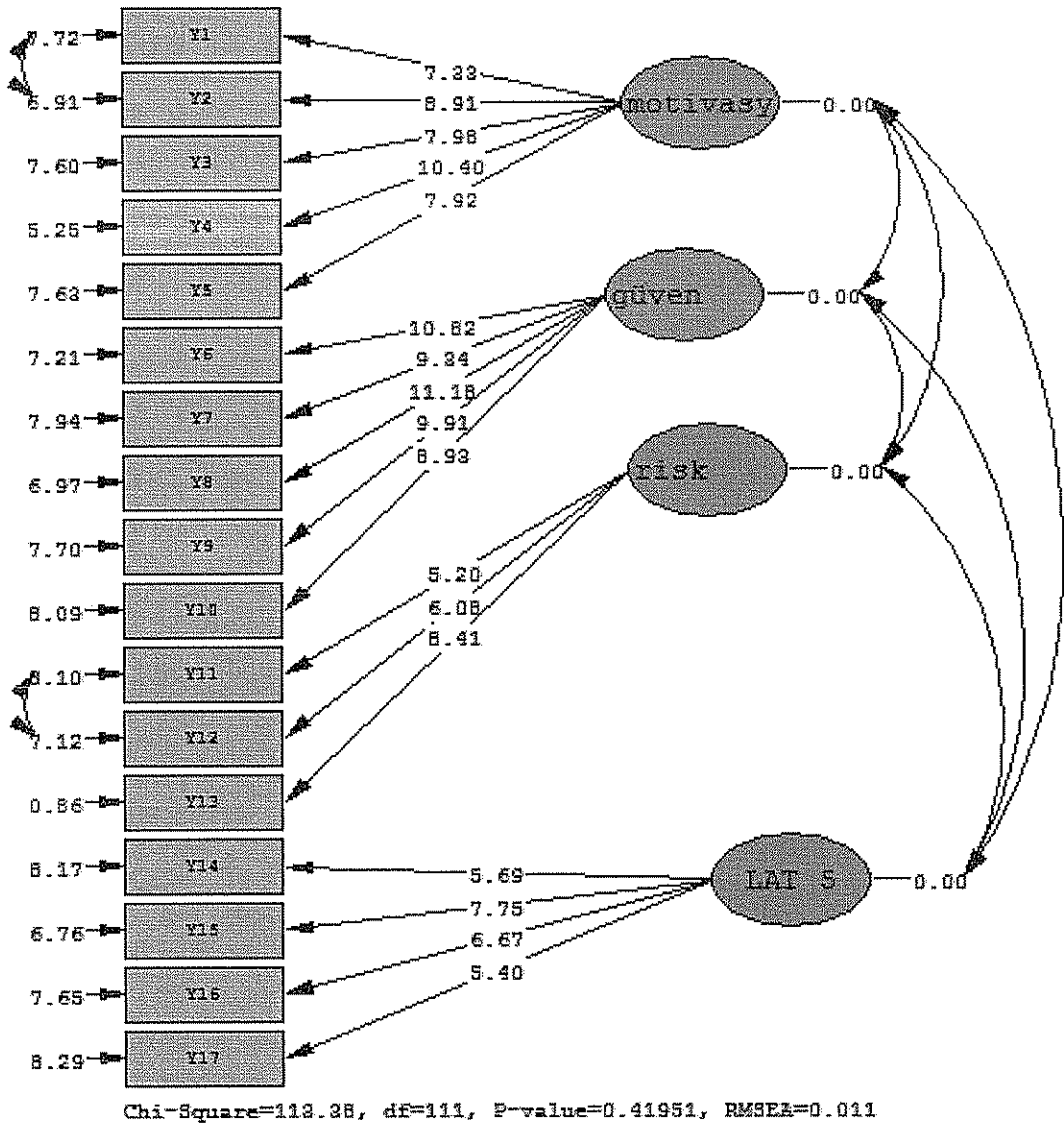 7.72 Y1
7.33
6.91 Y2
8.91
motivasy 0.00
7.60 Y3
7.98
10.40
5.25 Y4
7.92
7.63 Y5
güven 0.00
7.21 Y6
10.82
9.34
7.94 Y7
11.18
9.91
8.93
6.97 Y8
risk 0.00
7.70 Y9
5.20
8.09 Y10
6.08
8.41
8.10 Y11
7.12 Y12
0.86 Y13
8.17 Y14
5.69
LAT S 0.00
7.75
6.76 Y15
6.67
5.40
7.65 Y16
8.29 Y17
Chi-Square=113.38, df=111, P-value=0.41951, RMSEA=0.011